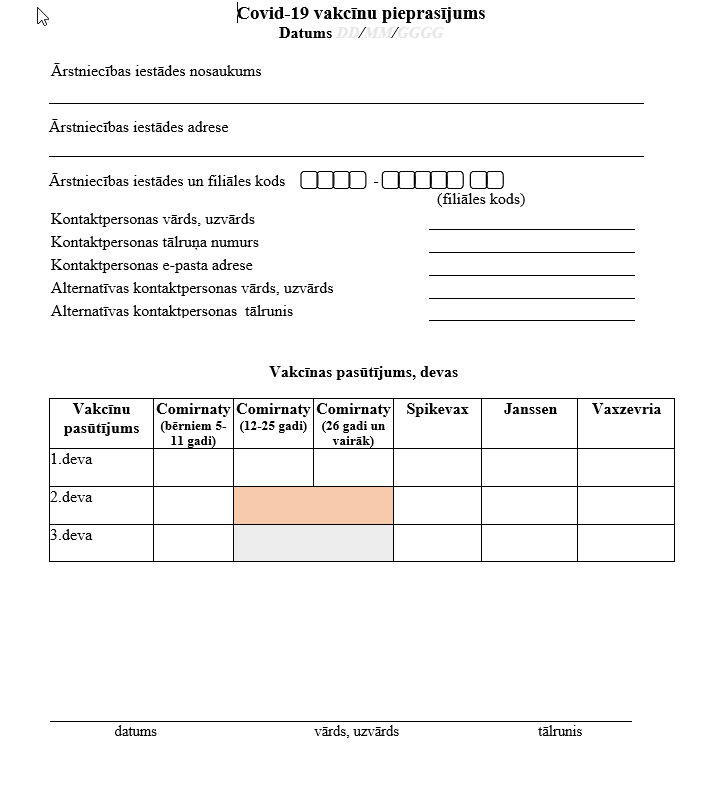 Covid-19 vakcīnu pieprasījums
Datums DD/MM/GGGG
Ārstniecības iestādes nosaukums
Ārstniecības iestādes adrese
Ārstniecības iestādes un filiāles kods -
(filiāles kods)
Kontaktpersonas vārds, uzvārds
Kontaktpersonas tālruņa numurs
Kontaktpersonas e-pasta adrese
Alternatīvas kontaktpersonas vārds, uzvārds
Alternatīvas kontaktpersonas  tālrunis
Vakcīnas pasūtījums, devas
Vakcīnu pasūtījums
Comirnaty (bērniem 5-11 gadi)
Comirnaty (12-25 gadi)
Comirnaty (26 gadi un vairāk)
Spikevax
Janssen
Vaxzevria
1.deva
2.deva
3.deva
datums vārds, uzvārds tālrunis